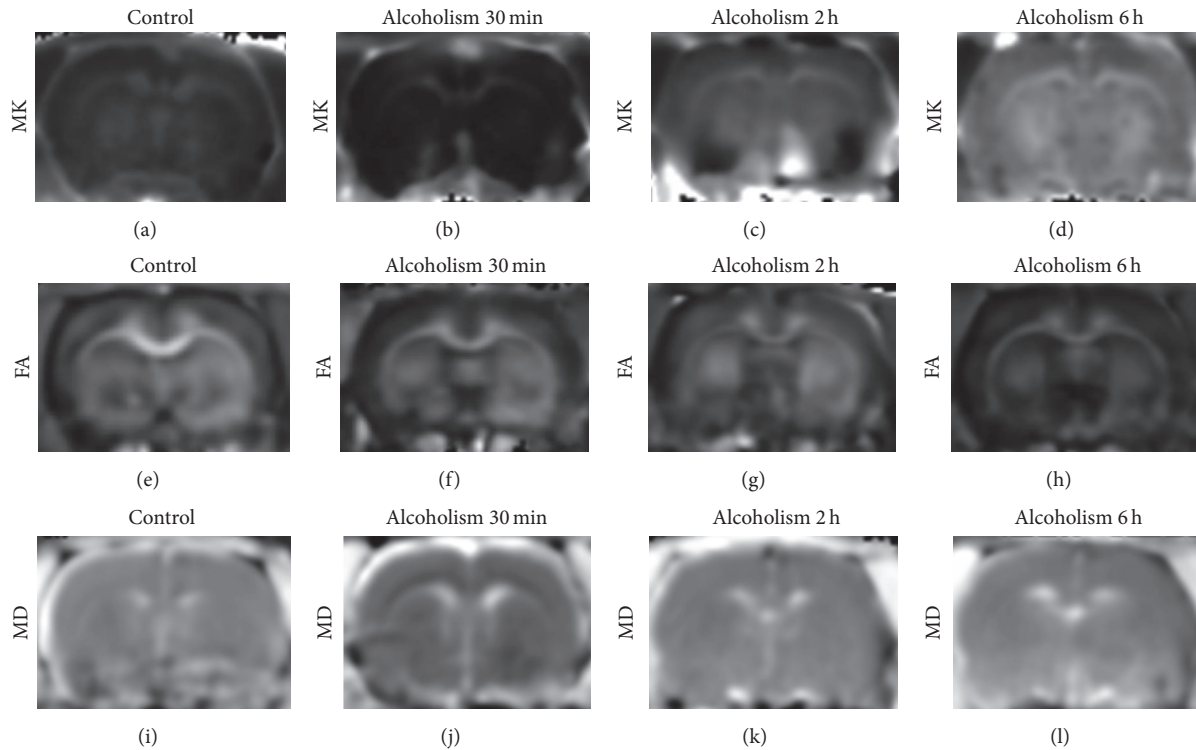 Control Alcoholism 30 min Alcoholism 2 h Alcoholism 6 h
MK MK MK MK
(a) (b) (c) (d)
Control Alcoholism 30 min Alcoholism 2 h Alcoholism 6 h
FA FA FA FA
(e) (f) (g) (h)
Control Alcoholism 30 min Alcoholism 2 h Alcoholism 6 h
MD MD MD MD
(i) (j) (k) (l)